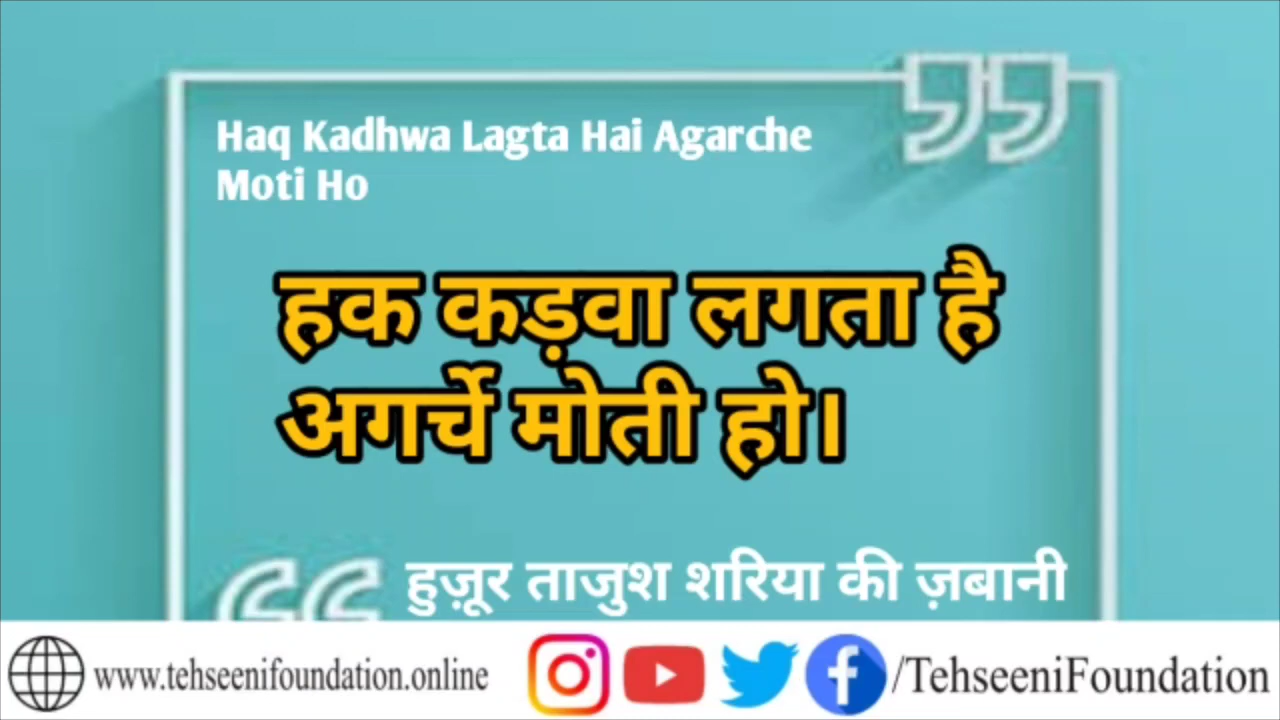 Haq Kadhwa Lagta Hai Agarche
Moti Ho
हक कड़वा लगता है
अगर्चे मोती हो।
हुज़ूर ताजुश शरिया की ज़बानी
www.tehseenifoundation.online
/TehseeniFoundation